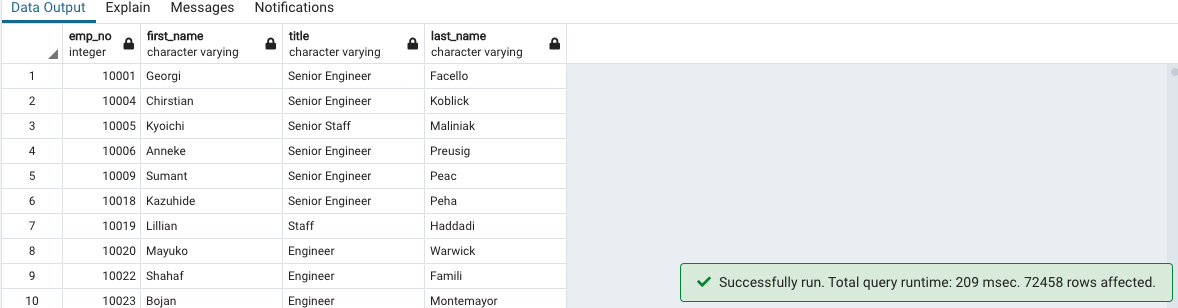 Data Output Explain Messages Notifications
emp_no first_name title last_name
integer character varying character varying character varying
1 10001 Georgi Senior Engineer Facello
2 10004 Chirstian Senior Engineer Koblick
3 10005 Kyoichi Senior Staff Maliniak
4 10006 Anneke Senior Engineer Preusig
5 10009 Sumant Senior Engineer Peac
6 10018 Kazuhide Senior Engineer Peha
7 10019 Lillian Staff Haddadi
8 10020 Mayuko Engineer Warwick
9 10022 Shahaf Engineer Famili
10 10023 Bojan Engineer Montemayor
Successfully run. Total query runtime: 209 msec. 72458 rows affected.